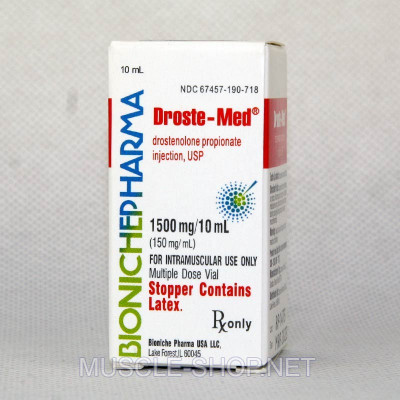 10 mL
NDC 67457-190-718
BIONICHEPHARMA
Droste-Med®
drostenolone propionate
injection, USP
1500 mg/10 mL
(150 mg/mL)
FOR INTRAMUSCULAR USE ONLY
Multiple Dose Vial
Stopper Contains
Latex.
Rx only
Bioniche Pharma USA LLC.
Lake Forest,IL 60045
MUSCLE-SHOP.NET